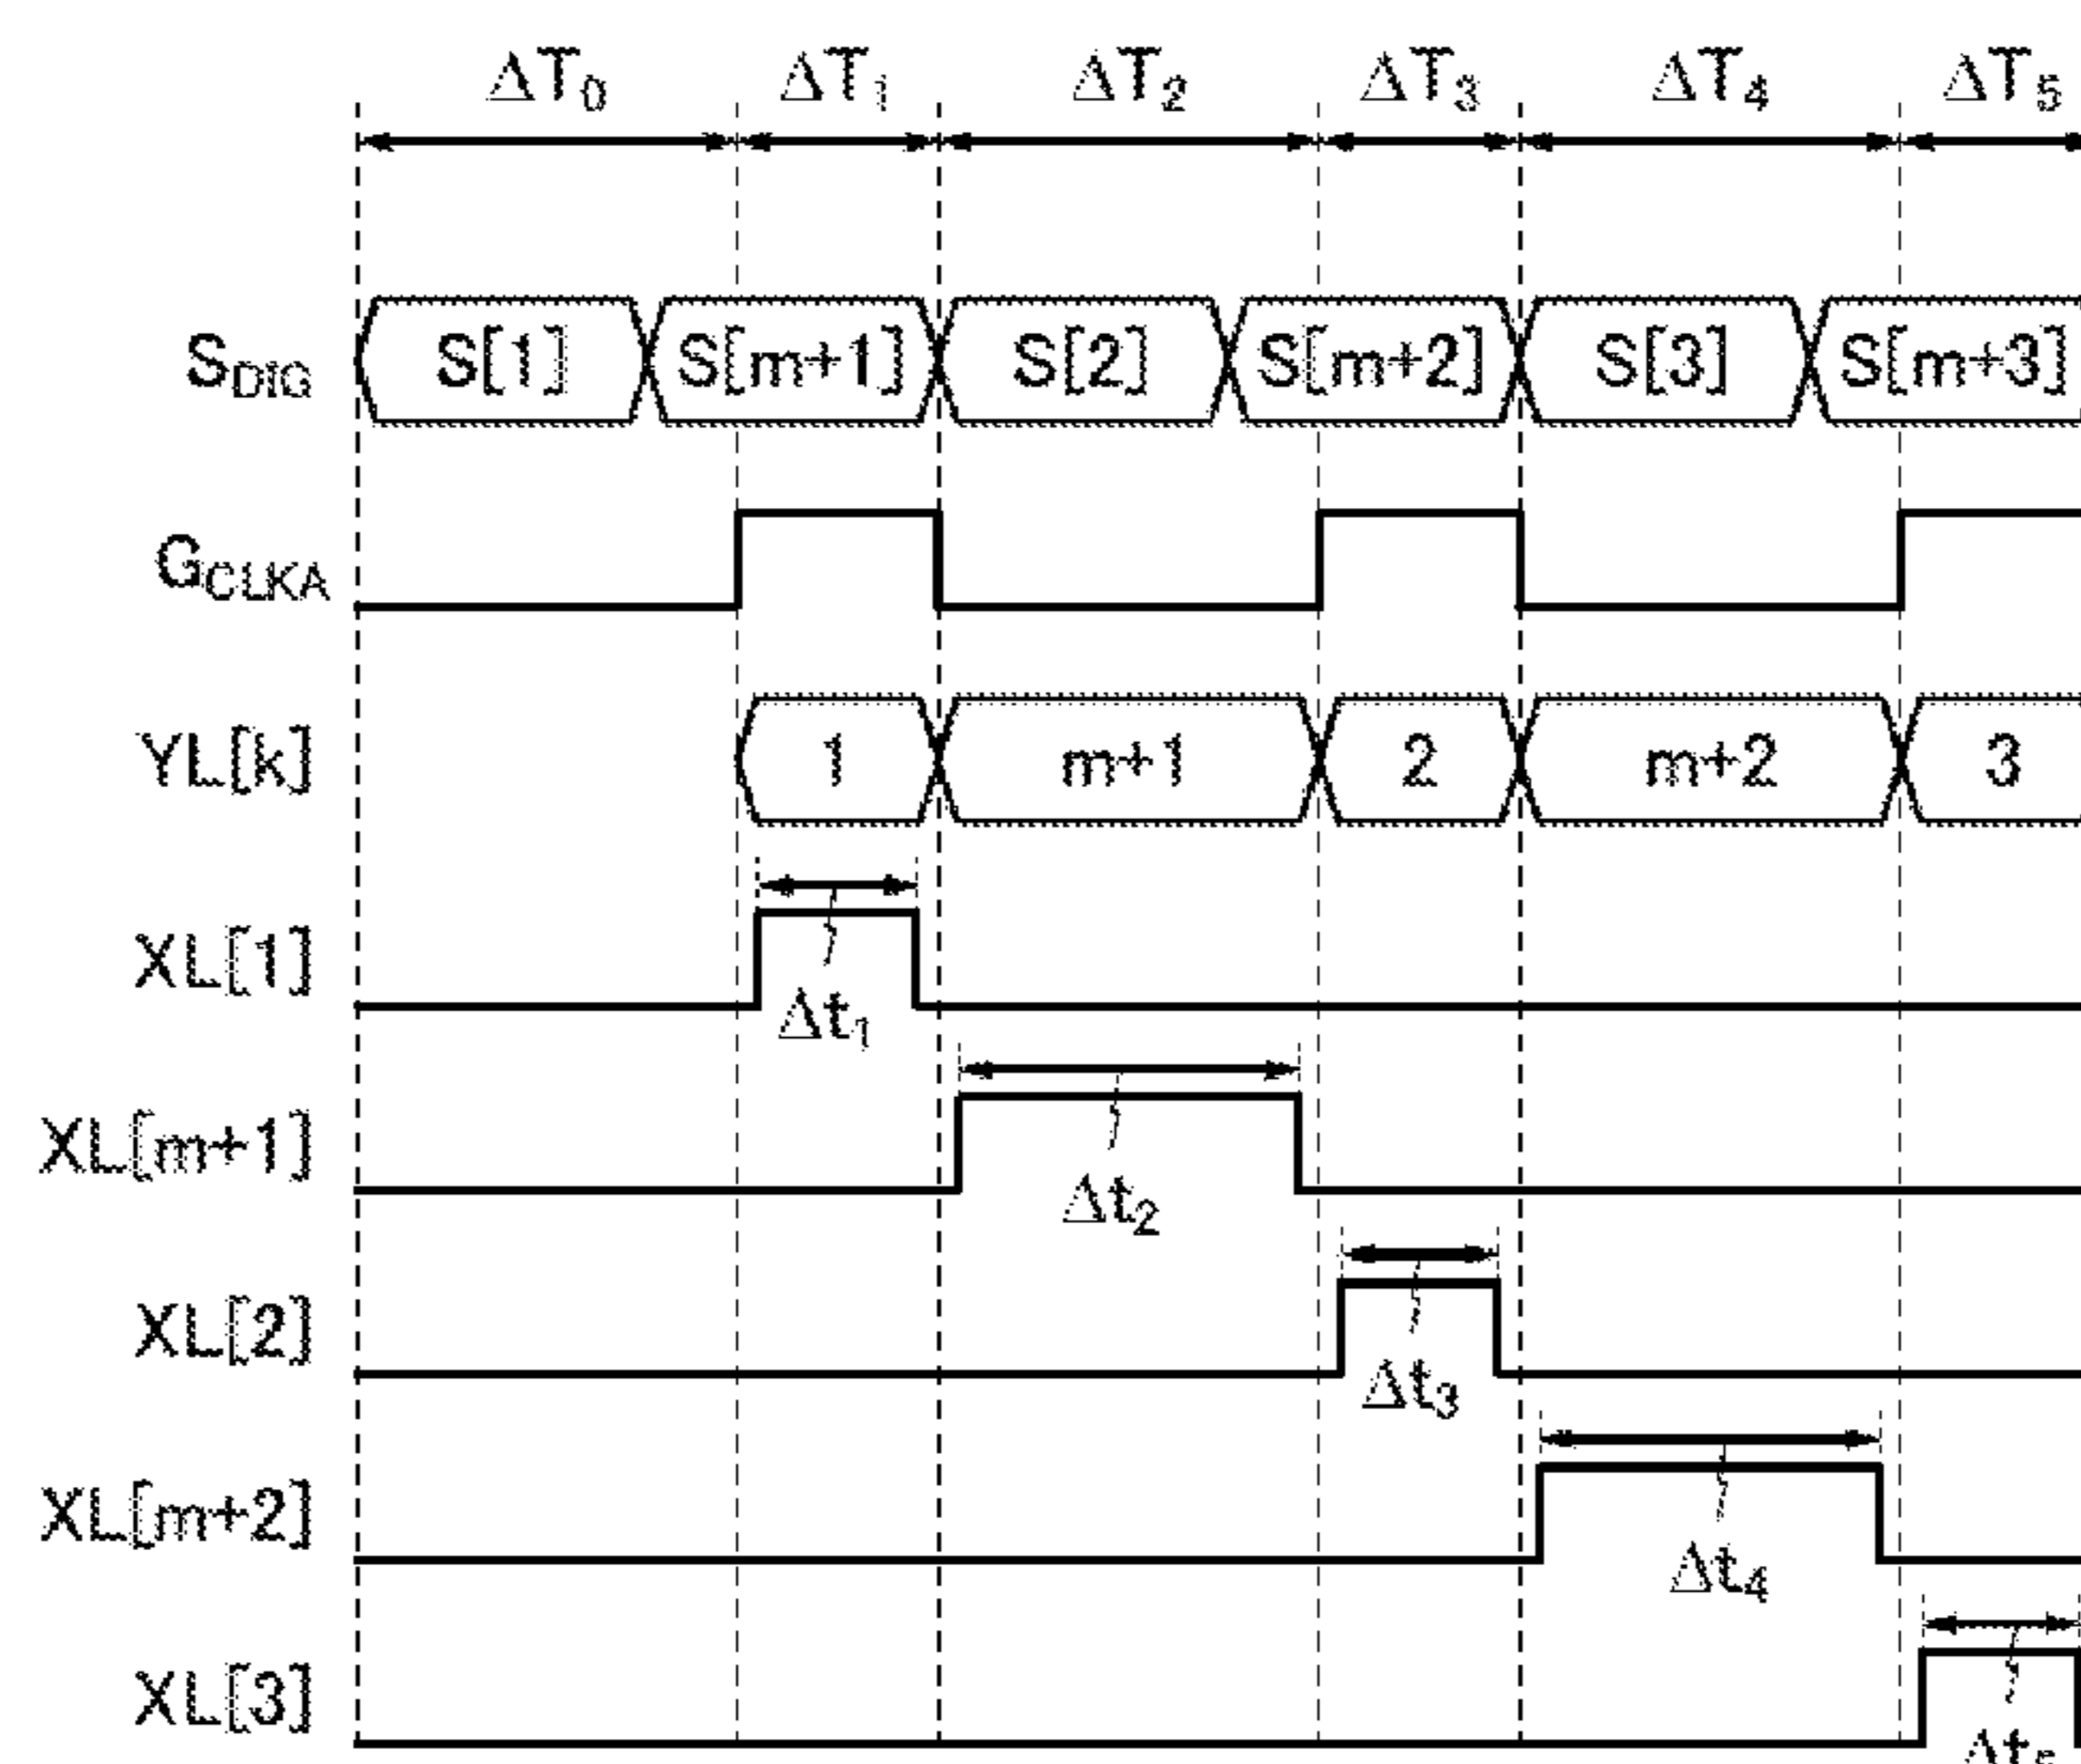 ΔT0 ΔT1 ΔT2 ΔT3 ΔT4 ΔT5
SDIG S[1] S[m+1] S[2] S[m+2] S[3] S[m+3]
GCLKA
YL[k] 1 m+1 2 m+2 3
XL[1]
Δt1
XL[m+1]
Δt2
XL[2]
Δt3
XL[m+2]
Δt4
XL[3]
Δt5